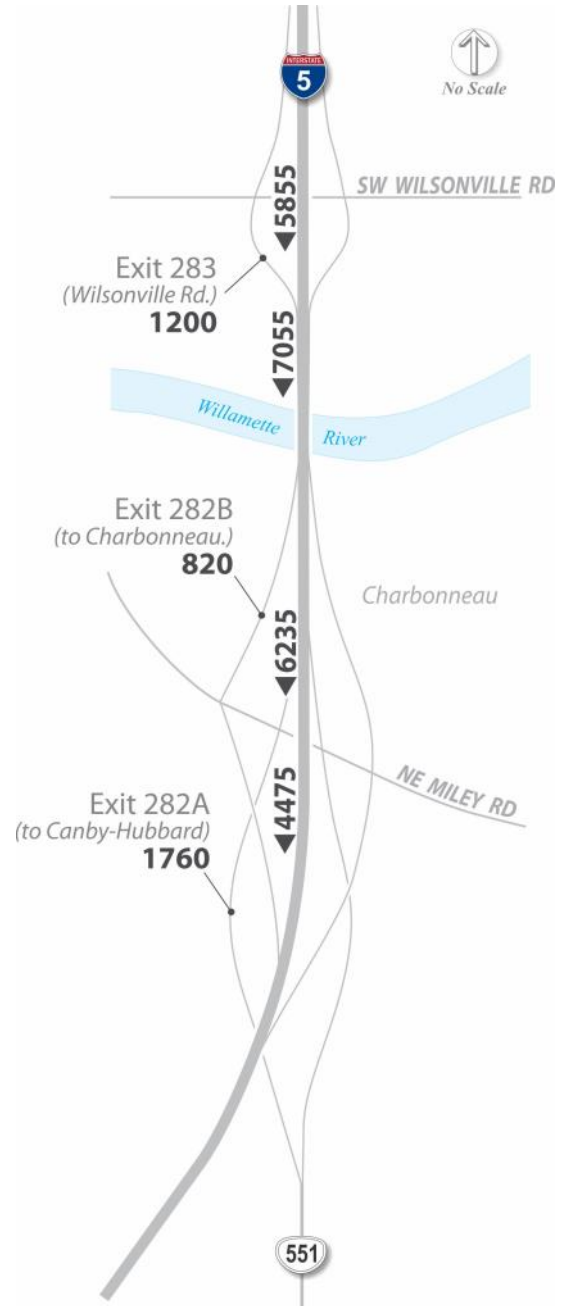 INTERSTATE
5
No Scale
5855
SW WILSONVILLE RD
Exit 283
(Wilsonville Rd.)
1200
7055
Willamette
River
Exit 282B
(to Charbonneau.)
820
Charbonneau
6235
4475
NE MILEY RD
Exit 282A
(to Canby-Hubbard)
1760
551